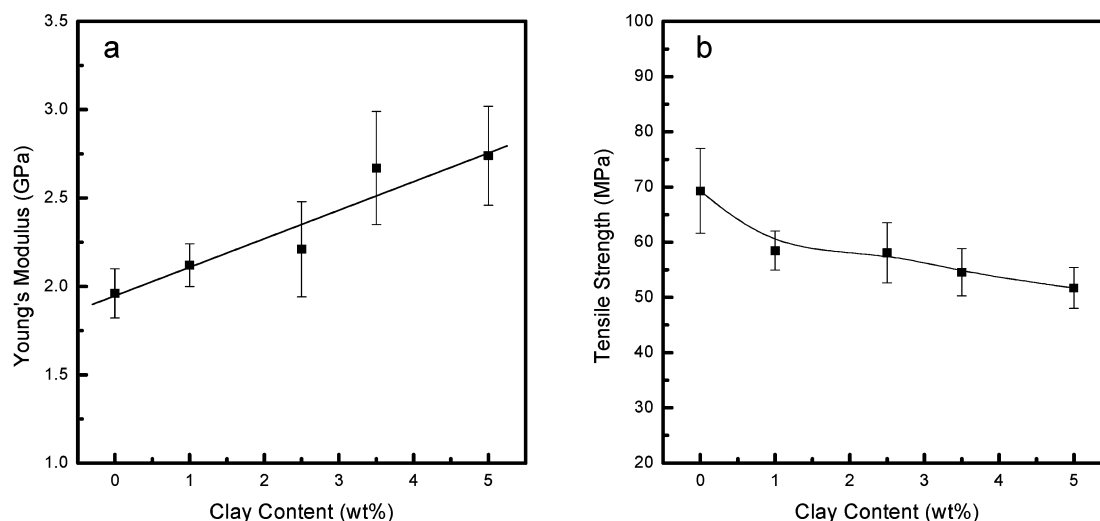 a
3.5
3.0
2.5
2.0
1.5
1.0
Young's Modulus (GPa)
0 1 2 3 4 5
Clay Content (wt%)
b
100
90
80
70
60
50
40
30
20
Tensile Strength (MPa)
0 1 2 3 4 5
Clay Content (wt%)